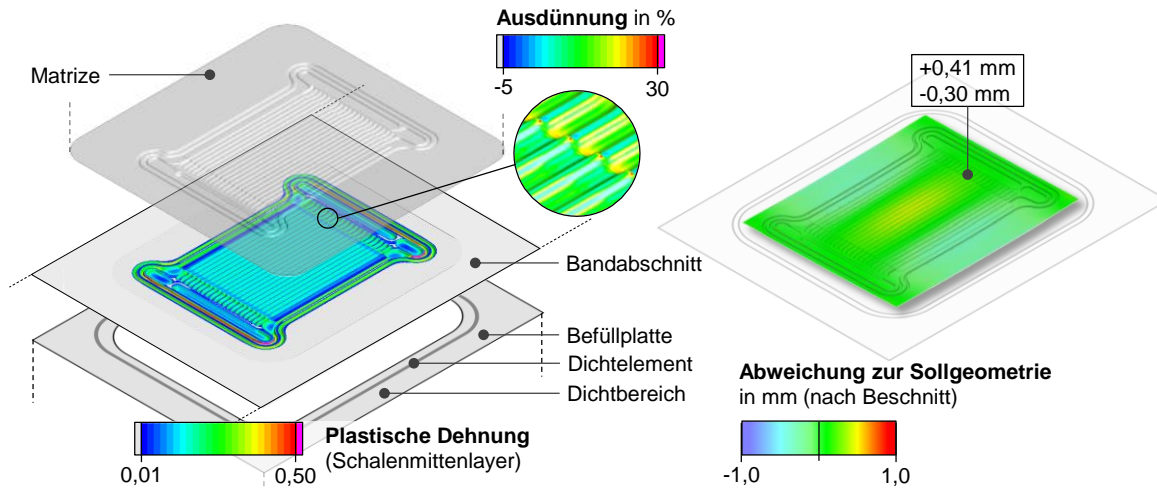 Ausdünnung in %
-5
30
Matrize
+0,41 mm
-0,30 mm
Bandabschnitt
Befüllplatte
Dichtelement
Dichtbereich
Plastische Dehnung
(Schalenmittenlayer)
0,01
0,50
Abweichung zur Sollgeometrie
in mm (nach Beschnitt)
-1,0
1,0